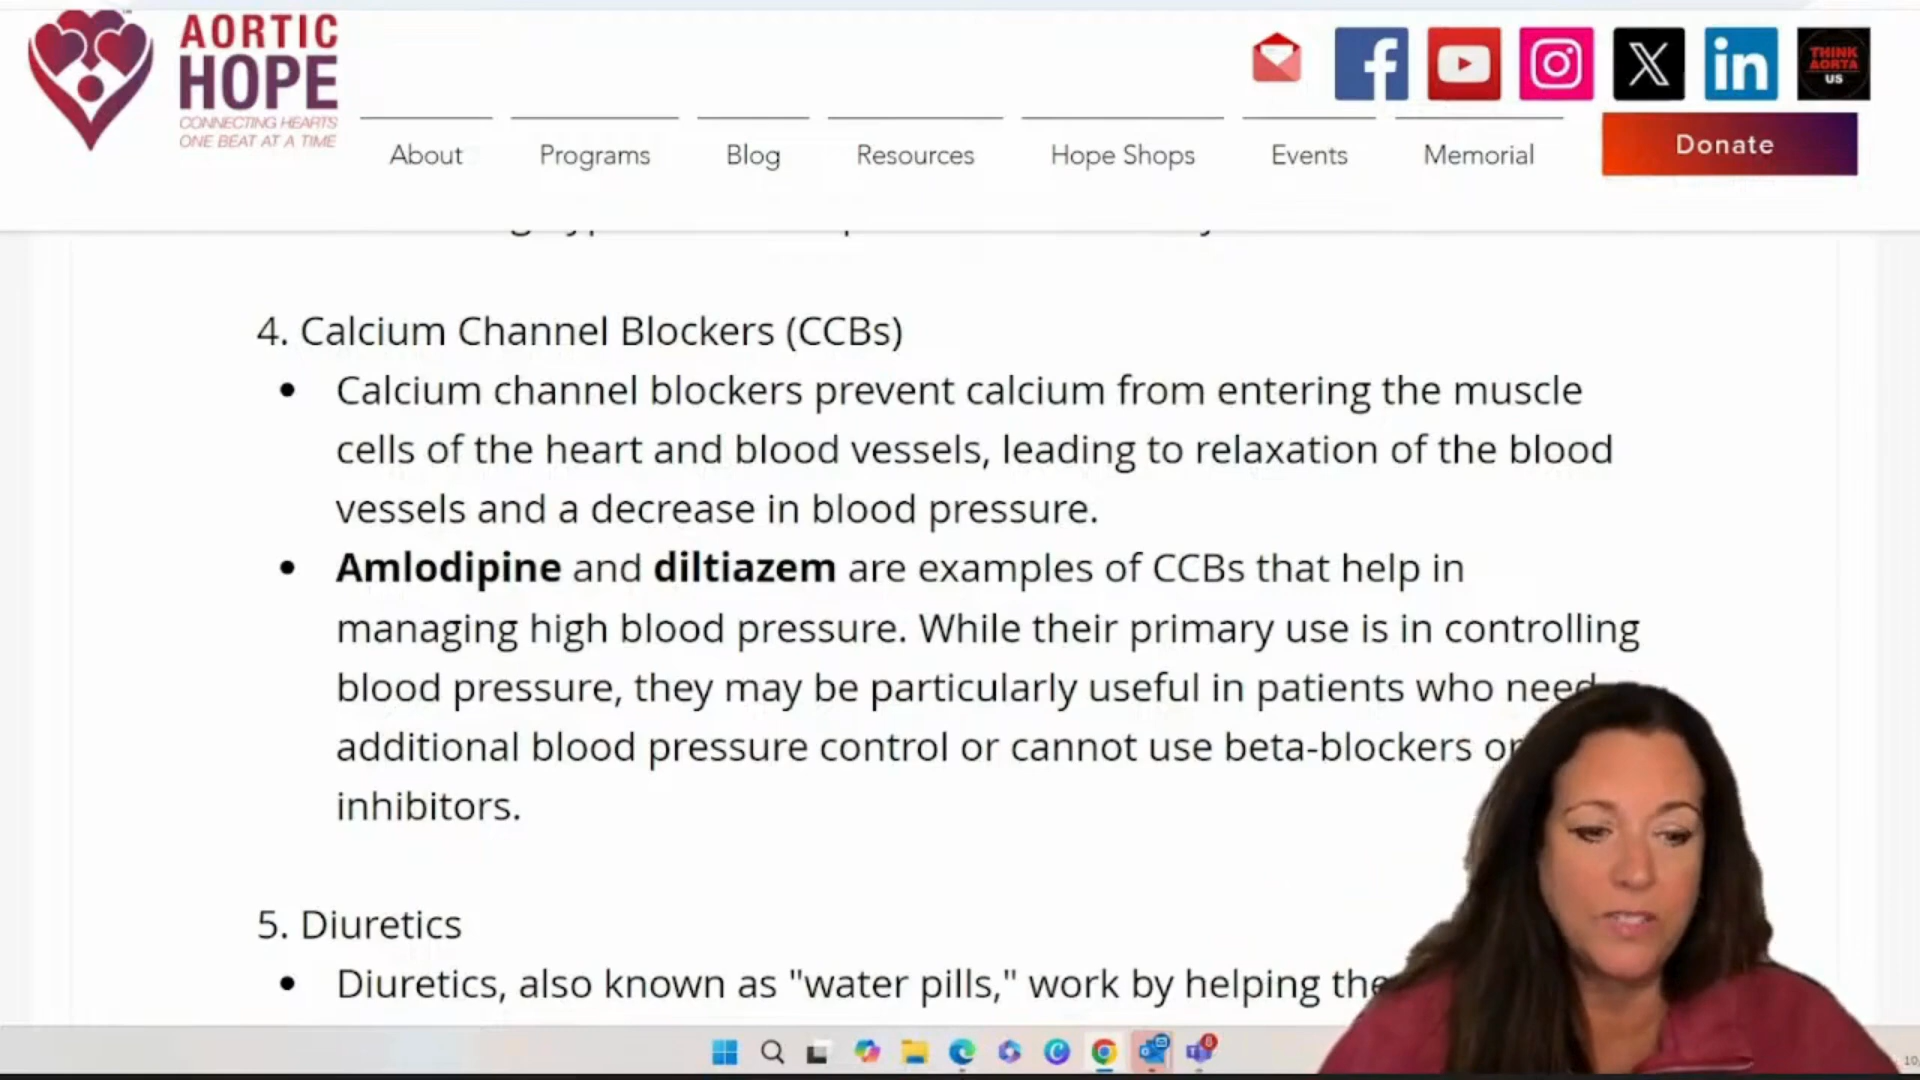 AORTIC
HOPE
CONNECTING HEARTS
ONE BEAT AT A TIME
THINK
AORTA
US
About
Programs
Blog
Resources
Hope Shops
Events
Memorial
Donate
4. Calcium Channel Blockers (CCBs)
• Calcium channel blockers prevent calcium from entering the muscle
cells of the heart and blood vessels, leading to relaxation of the blood
vessels and a decrease in blood pressure.
• Amlodipine and diltiazem are examples of CCBs that help in
managing high blood pressure. While their primary use is in controlling
blood pressure, they may be particularly useful in patients who need
additional blood pressure control or cannot use beta-blockers or
inhibitors.
5. Diuretics
• Diuretics, also known as "water pills," work by helping the